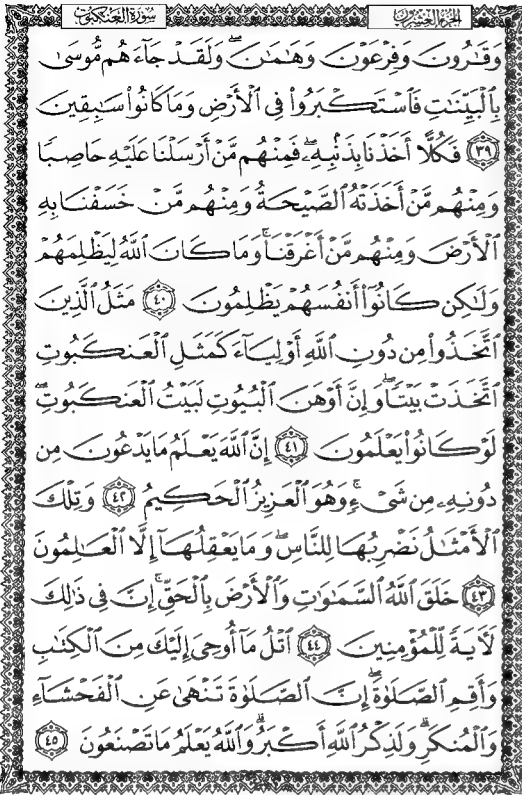 الجزء العشرون
سورة العنكبوت
وَقَٰرُونَ وَفِرْعَوْنَ وَهَٰمَٰنَ ۖ وَلَقَدْ جَآءَهُم مُّوسَىٰ
بِٱلْبَيِّنَٰتِ فَٱسْتَكْبَرُوا۟ فِى ٱلْأَرْضِ وَمَا كَانُوا۟ سَٰبِقِينَ
٣٩ فَكُلًّا أَخَذْنَا بِذَنۢبِهِۦ ۖ فَمِنْهُم مَّنْ أَرْسَلْنَا عَلَيْهِ حَاصِبًا
وَمِنْهُم مَّنْ أَخَذَتْهُ ٱلصَّيْحَةُ وَمِنْهُم مَّنْ خَسَفْنَا بِهِ
ٱلْأَرْضَ وَمِنْهُم مَّنْ أَغْرَقْنَا ۚ وَمَا كَانَ ٱللَّهُ لِيَظْلِمَهُمْ
وَلَٰكِن كَانُوٓا۟ أَنفُسَهُمْ يَظْلِمُونَ ٤٠ مَثَلُ ٱلَّذِينَ
ٱتَّخَذُوا۟ مِن دُونِ ٱللَّهِ أَوْلِيَآءَ كَمَثَلِ ٱلْعَنكَبُوتِ
ٱتَّخَذَتْ بَيْتًا ۖ وَإِنَّ أَوْهَنَ ٱلْبُيُوتِ لَبَيْتُ ٱلْعَنكَبُوتِ ۖ
لَوْ كَانُوا۟ يَعْلَمُونَ ٤١ إِنَّ ٱللَّهَ يَعْلَمُ مَا يَدْعُونَ مِن
دُونِهِۦ مِن شَىْءٍ ۚ وَهُوَ ٱلْعَزِيزُ ٱلْحَكِيمُ ٤٢ وَتِلْكَ
ٱلْأَمْثَٰلُ نَضْرِبُهَا لِلنَّاسِ ۖ وَمَا يَعْقِلُهَآ إِلَّا ٱلْعَٰلِمُونَ
٤٣ خَلَقَ ٱللَّهُ ٱلسَّمَٰوَٰتِ وَٱلْأَرْضَ بِٱلْحَقِّ ۚ إِنَّ فِى ذَٰلِكَ
لَءَايَةً لِّلْمُؤْمِنِينَ ٤٤ ٱتْلُ مَآ أُوحِىَ إِلَيْكَ مِنَ ٱلْكِتَٰبِ
وَأَقِمِ ٱلصَّلَوٰةَ ۖ إِنَّ ٱلصَّلَوٰةَ تَنْهَىٰ عَنِ ٱلْفَحْشَآءِ
وَٱلْمُنكَرِ ۗ وَلَذِكْرُ ٱللَّهِ أَكْبَرُ ۗ وَٱللَّهُ يَعْلَمُ مَا تَصْنَعُونَ ٤٥